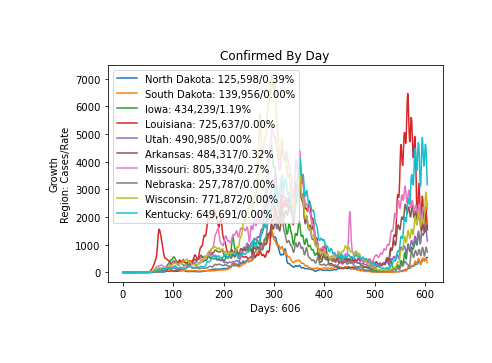 Confirmed By Day
Growth
Region: Cases/Rate
7000
6000
5000
4000
3000
2000
1000
0
North Dakota: 125,598/0.39%
South Dakota: 139,956/0.00%
Iowa: 434,239/1.19%
Louisiana: 725,637/0.00%
Utah: 490,985/0.00%
Arkansas: 484,317/0.32%
Missouri: 805,334/0.27%
Nebraska: 257,787/0.00%
Wisconsin: 771,872/0.00%
Kentucky: 649,691/0.00%
0 100 200 300 400 500 600
Days: 606